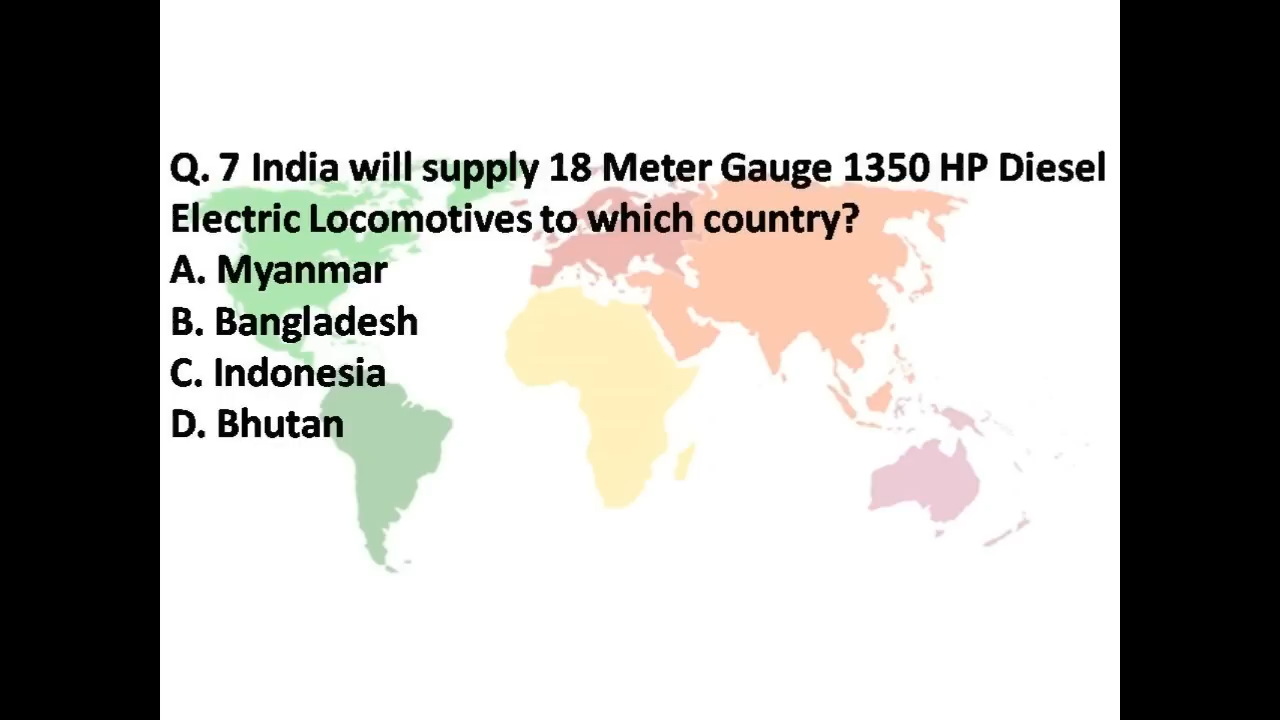 Q. 7 India will supply 18 Meter Gauge 1350 HP Diesel
Electric Locomotives to which country?
A. Myanmar
B. Bangladesh
C. Indonesia
D. Bhutan